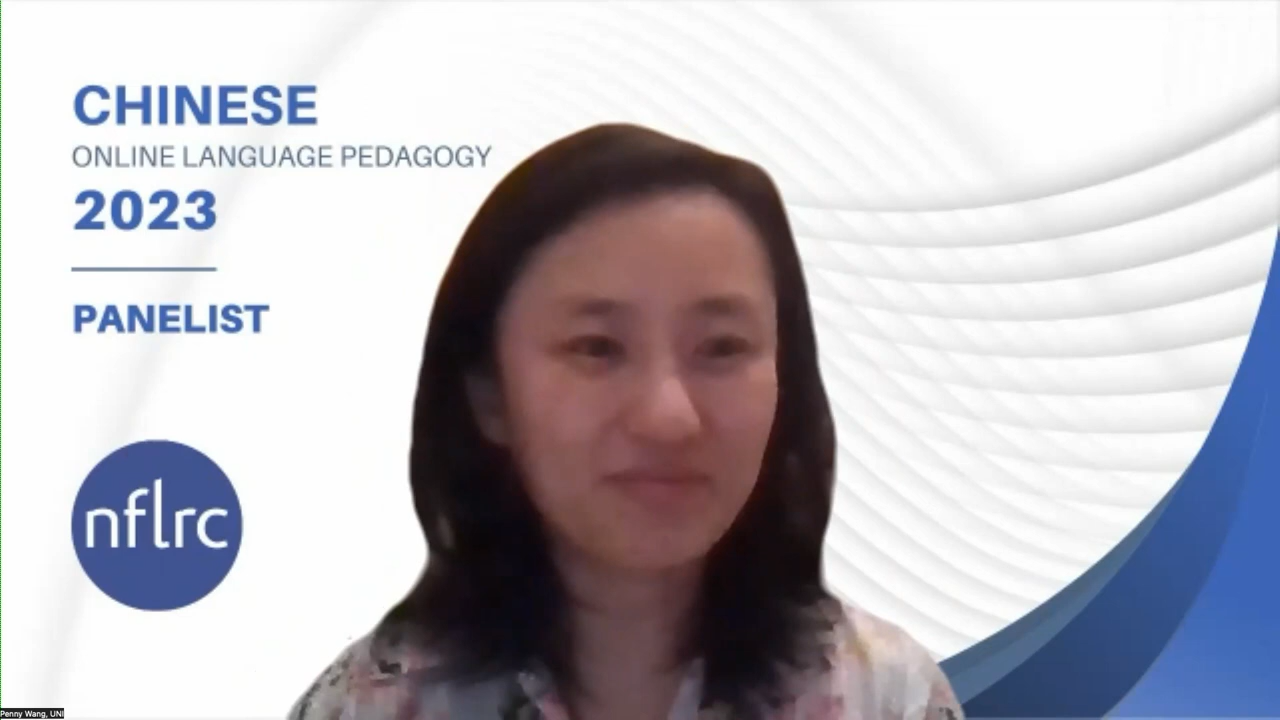 CHINESE
ONLINE LANGUAGE PEDAGOGY
2023
PANELIST
nflrc
Penny Wang, UNI